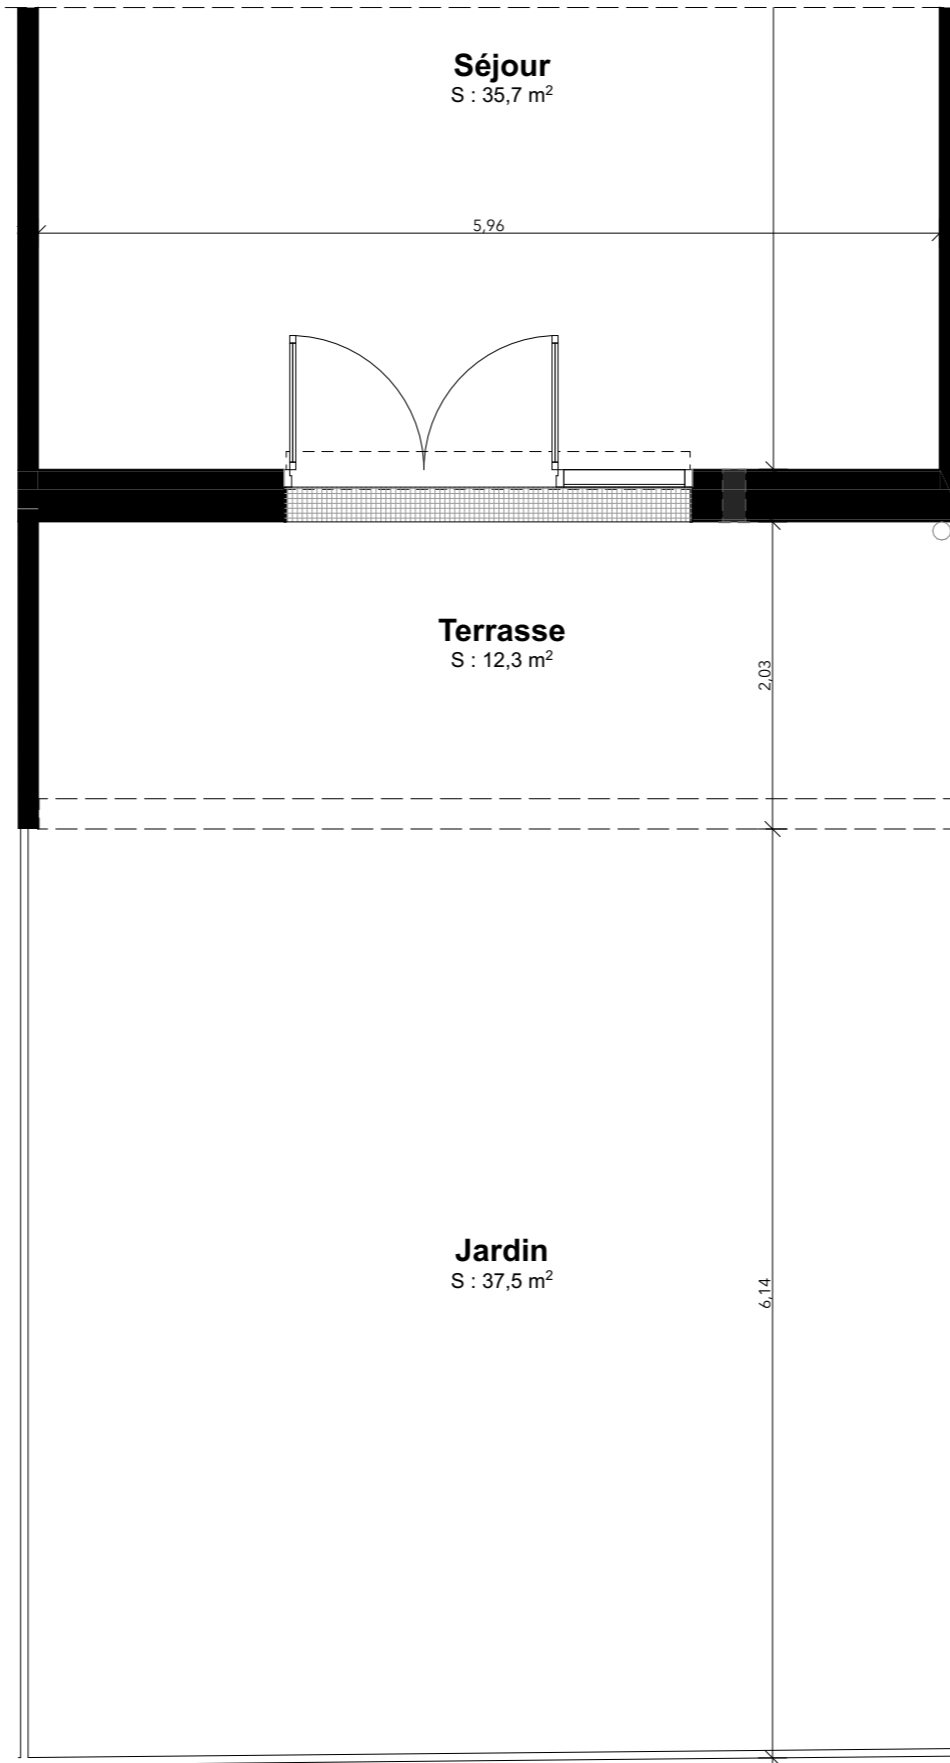 Séjour
S : 35,7 m²
5,96
Terrasse
S : 12,3 m²
2,03
Jardin
S : 37,5 m²
6,14